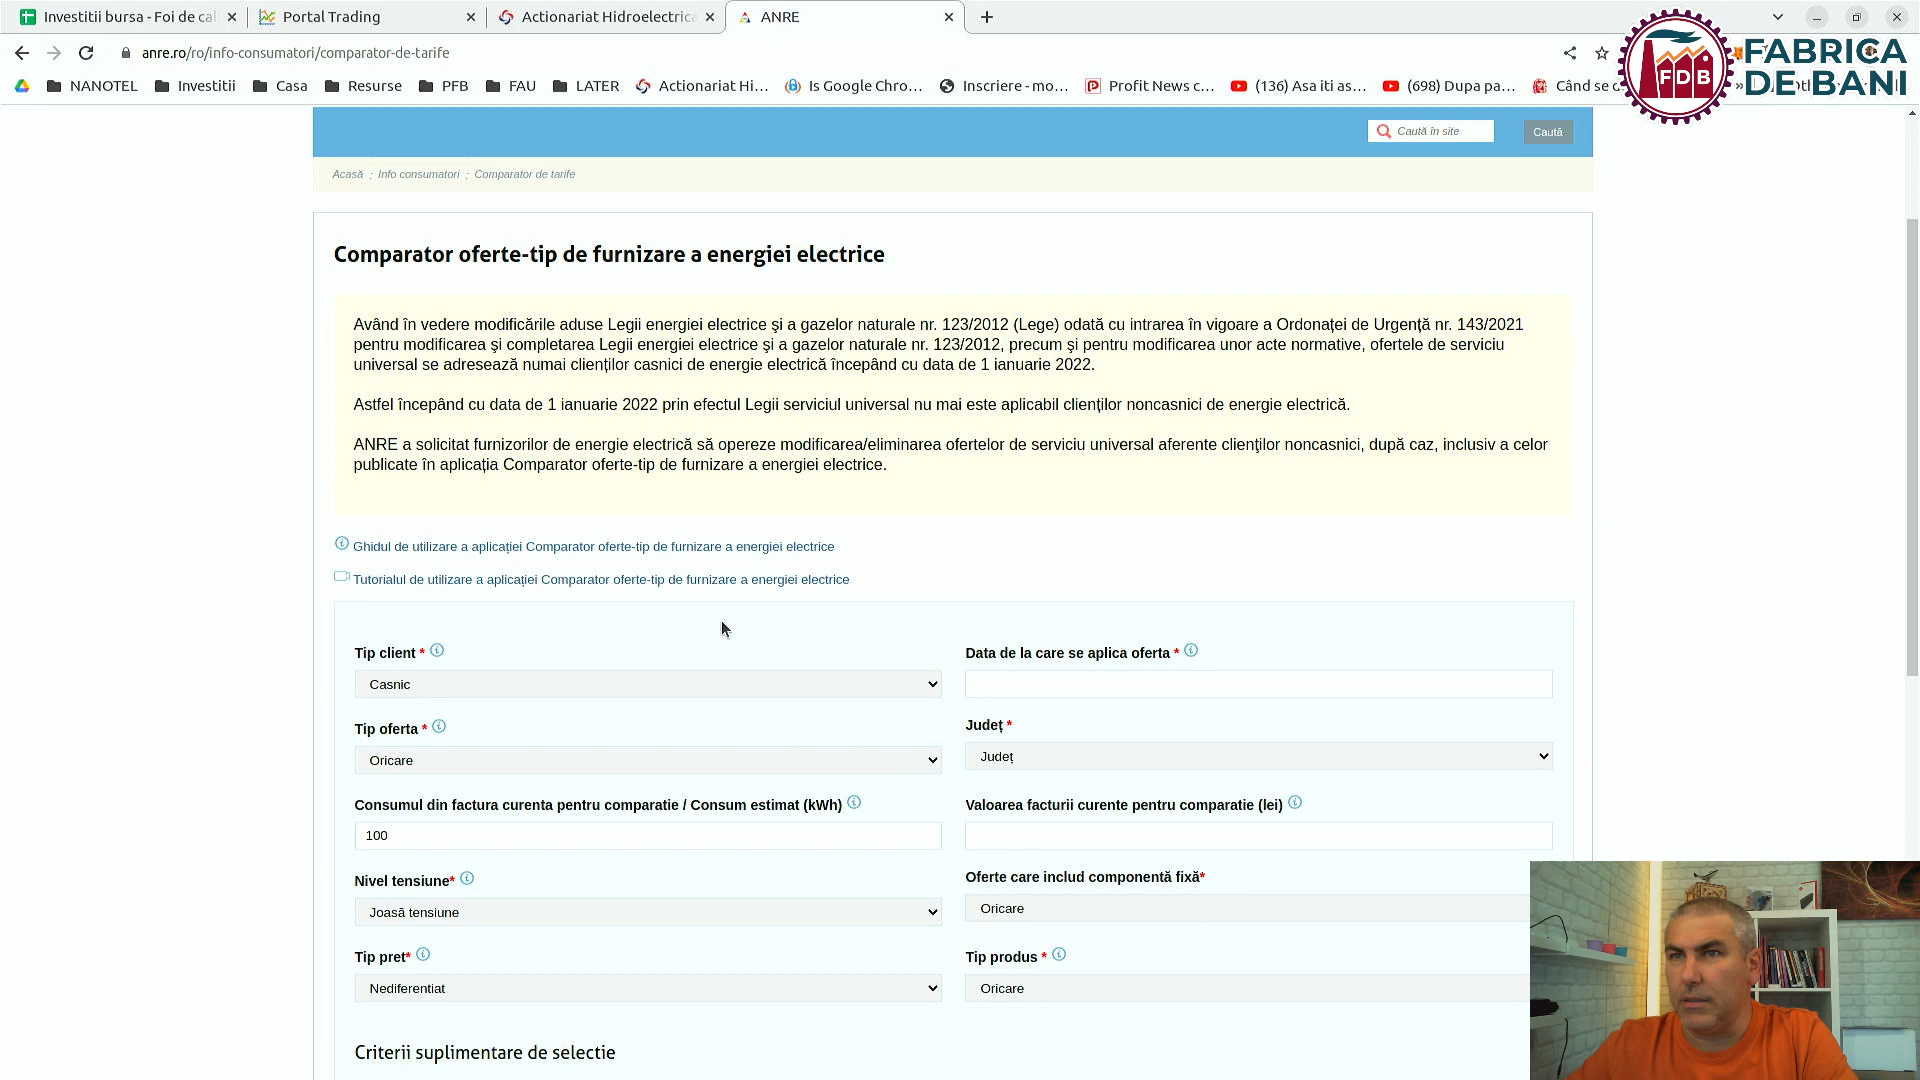 Investitii bursa - Foi de cal
Portal Trading
Actionariat Hidroelectrica
ANRE
anre.ro/ro/info-consumatori/comparator-de-tarife
NANOTEL
Investitii
Casa
Resurse
PFB
FAU
LATER
Actionariat Hi...
Is Google Chro...
Inscriere - mo...
Profit News c...
(136) Asa iti as...
(698) Dupa pa...
Când se
FDB
FABRICA
DE BANI
Caută în site
Caută
Acasă : Info consumatori : Comparator de tarife
Comparator oferte-tip de furnizare a energiei electrice
Având în vedere modificările aduse Legii energiei electrice şi a gazelor naturale nr. 123/2012 (Lege) odată cu intrarea în vigoare a Ordonaței de Urgență nr. 143/2021
pentru modificarea şi completarea Legii energiei electrice şi a gazelor naturale nr. 123/2012, precum şi pentru modificarea unor acte normative, ofertele de serviciu
universal se adresează numai clienților casnici de energie electrică începând cu data de 1 ianuarie 2022.
Astfel începând cu data de 1 ianuarie 2022 prin efectul Legii serviciul universal nu mai este aplicabil clienților noncasnici de energie electrică.
ANRE a solicitat furnizorilor de energie electrică să opereze modificarea/eliminarea ofertelor de serviciu universal aferente clienţilor noncasnici, după caz, inclusiv a celor
publicate în aplicația Comparator oferte-tip de furnizare a energiei electrice.
Ghidul de utilizare a aplicației Comparator oferte-tip de furnizare a energiei electrice
Tutorialul de utilizare a aplicației Comparator oferte-tip de furnizare a energiei electrice
Tip client *
Data de la care se aplica oferta *
Casnic
Tip oferta *
Județ *
Oricare
Județ
Consumul din factura curenta pentru comparatie / Consum estimat (kWh)
Valoarea facturii curente pentru comparatie (lei)
100
Nivel tensiune*
Oferte care includ componentă fixă*
Joasă tensiune
Oricare
Tip pret*
Tip produs *
Nediferentiat
Oricare
Criterii suplimentare de selectie